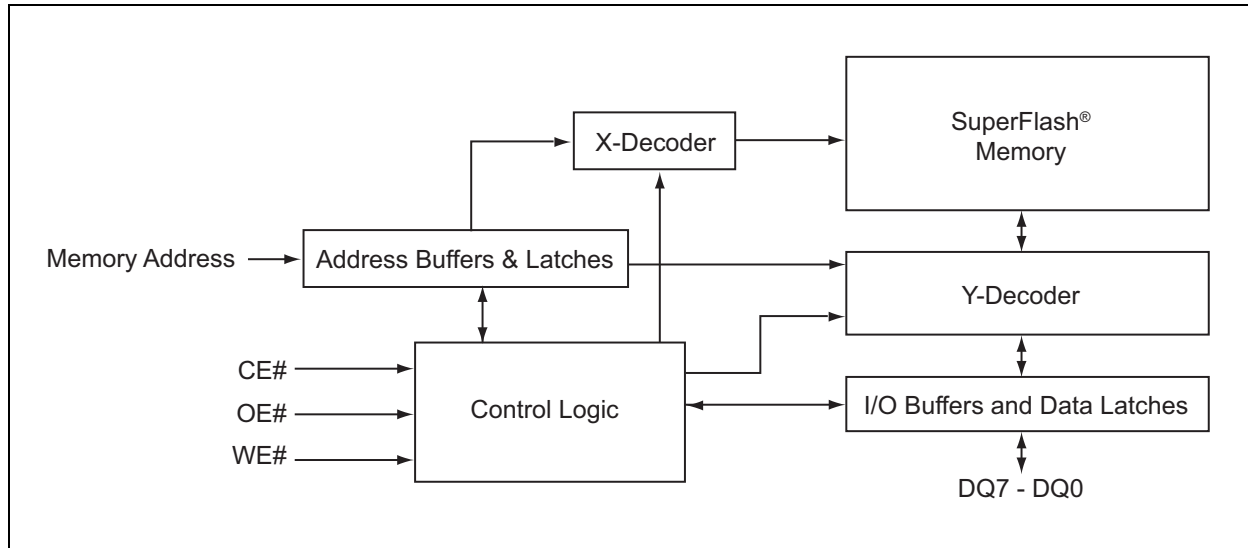 SuperFlash®
Memory
X-Decoder
Memory Address
Address Buffers & Latches
Y-Decoder
CE#
OE#
WE#
Control Logic
I/O Buffers and Data Latches
DQ7 - DQ0